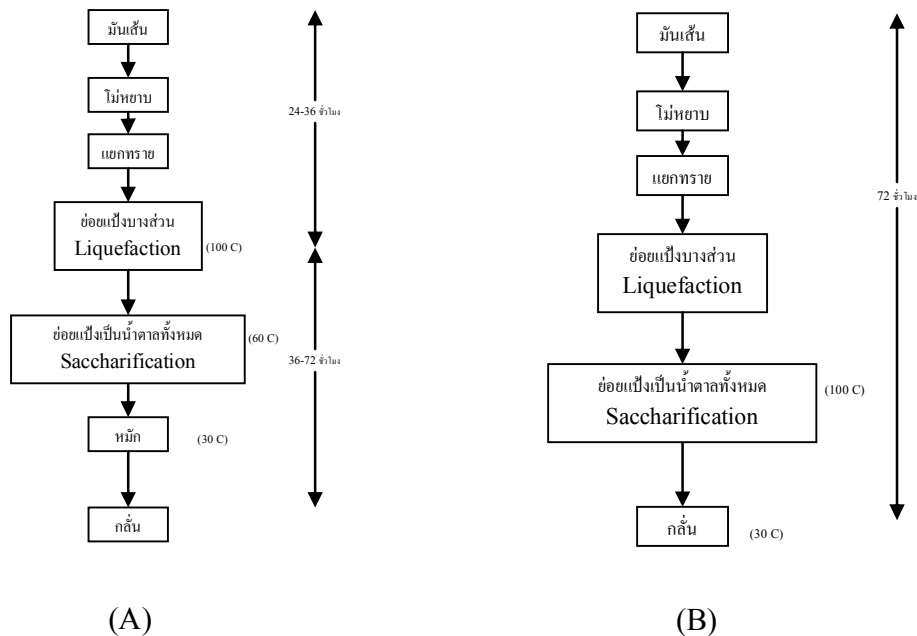 มันเส้น
โม่หยาบ
แยกทราย
ย่อยแป้งบางส่วน
Liquefaction
(100 C)
ย่อยแป้งเป็นน้ำตาลทั้งหมด
Saccharification
(60 C)
หมัก
(30 C)
กลั่น
24-36 ชั่วโมง
36-72 ชั่วโมง
(A)
มันเส้น
โม่หยาบ
แยกทราย
ย่อยแป้งบางส่วน
Liquefaction
ย่อยแป้งเป็นน้ำตาลทั้งหมด
Saccharification
(100 C)
กลั่น
(30 C)
72 ชั่วโมง
(B)